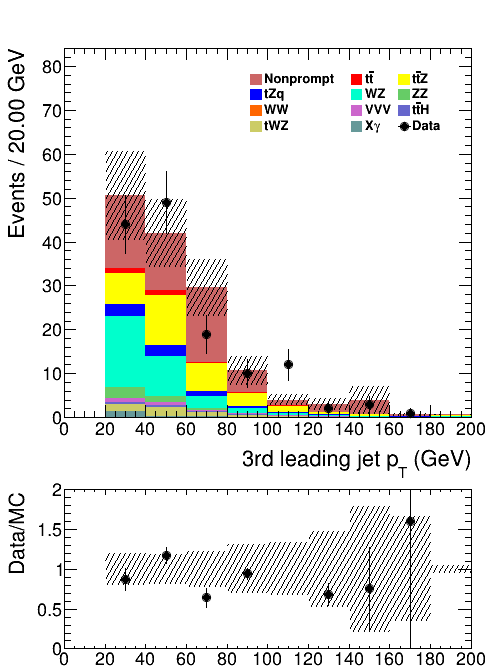 Events / 20.00 GeV
80
70
60
50
40
30
20
10
0
Nonprompt tt̄ tt̄Z
tZq WZ ZZ
WW VVV tt̄H
tWZ Xγ Data
0 20 40 60 80 100 120 140 160 180 200
3rd leading jet p_T (GeV)
Data/MC
2
1.5
1
0.5
0
0 20 40 60 80 100 120 140 160 180 200